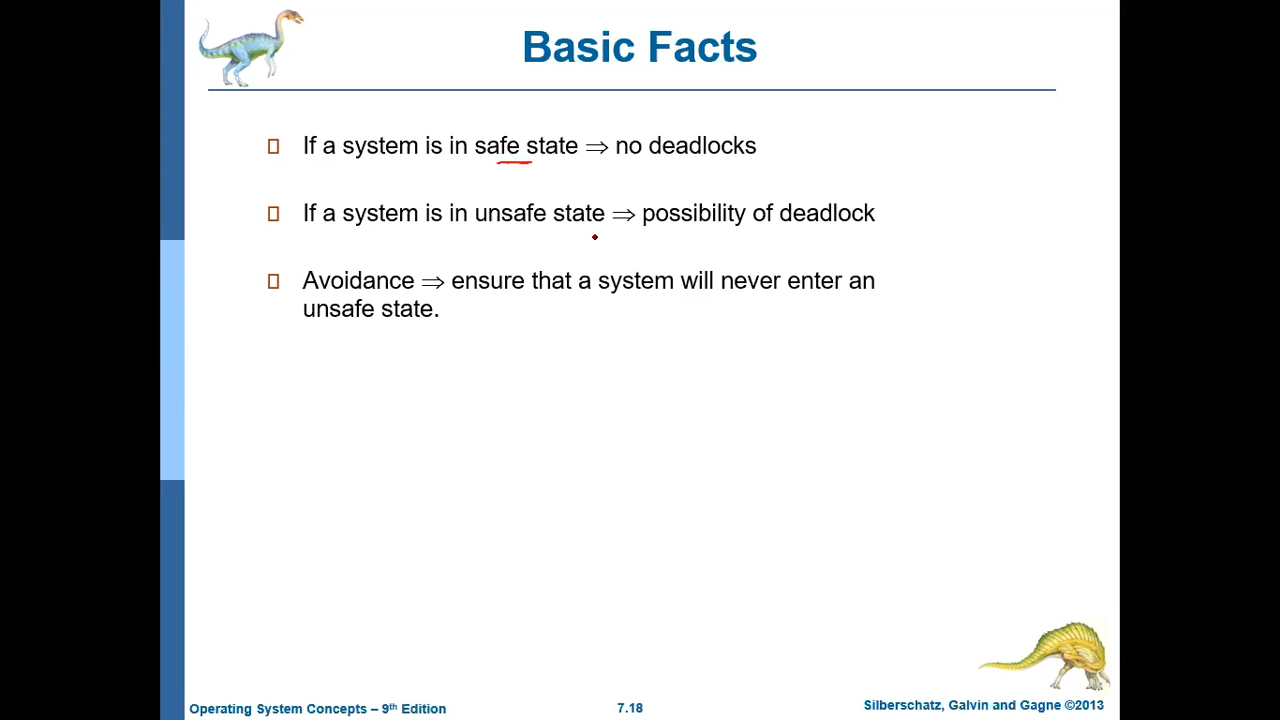 Basic Facts
If a system is in safe state ⇒ no deadlocks
If a system is in unsafe state ⇒ possibility of deadlock
Avoidance ⇒ ensure that a system will never enter an
unsafe state.
Operating System Concepts – 9th Edition
7.18
Silberschatz, Galvin and Gagne ©2013